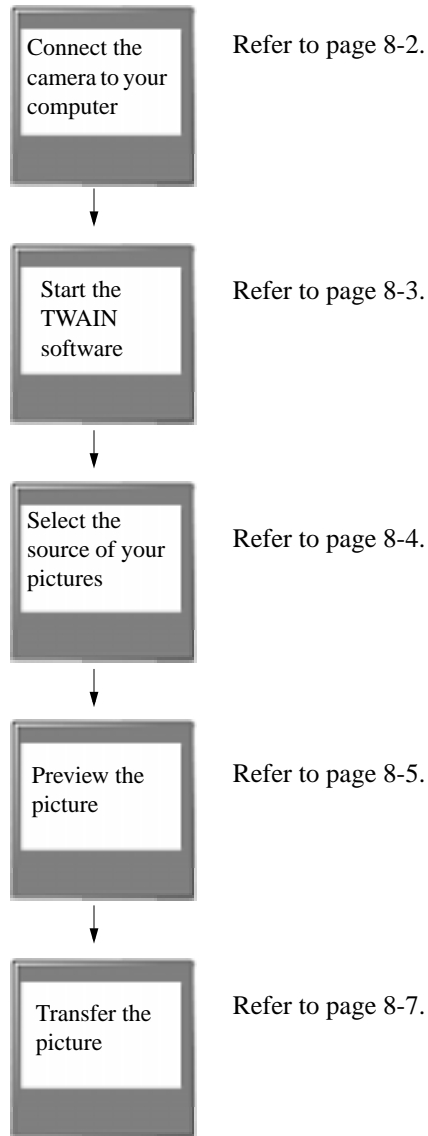 Connect the
camera to your
computer
Refer to page 8-2.
Start the
TWAIN
software
Refer to page 8-3.
Select the
source of your
pictures
Refer to page 8-4.
Preview the
picture
Refer to page 8-5.
Transfer the
picture
Refer to page 8-7.